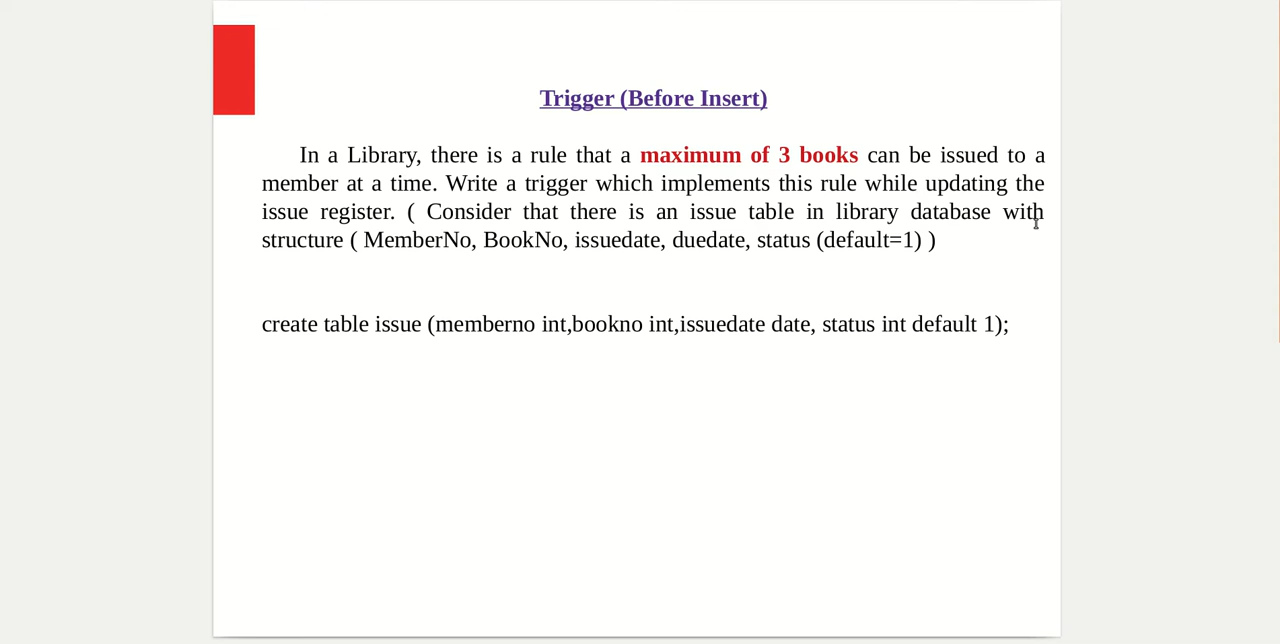 Trigger (Before Insert)
In a Library, there is a rule that a maximum of 3 books can be issued to a
member at a time. Write a trigger which implements this rule while updating the
issue register. ( Consider that there is an issue table in library database with
structure ( MemberNo, BookNo, issuedate, duedate, status (default=1) )
create table issue (memberno int,bookno int,issuedate date, status int default 1);